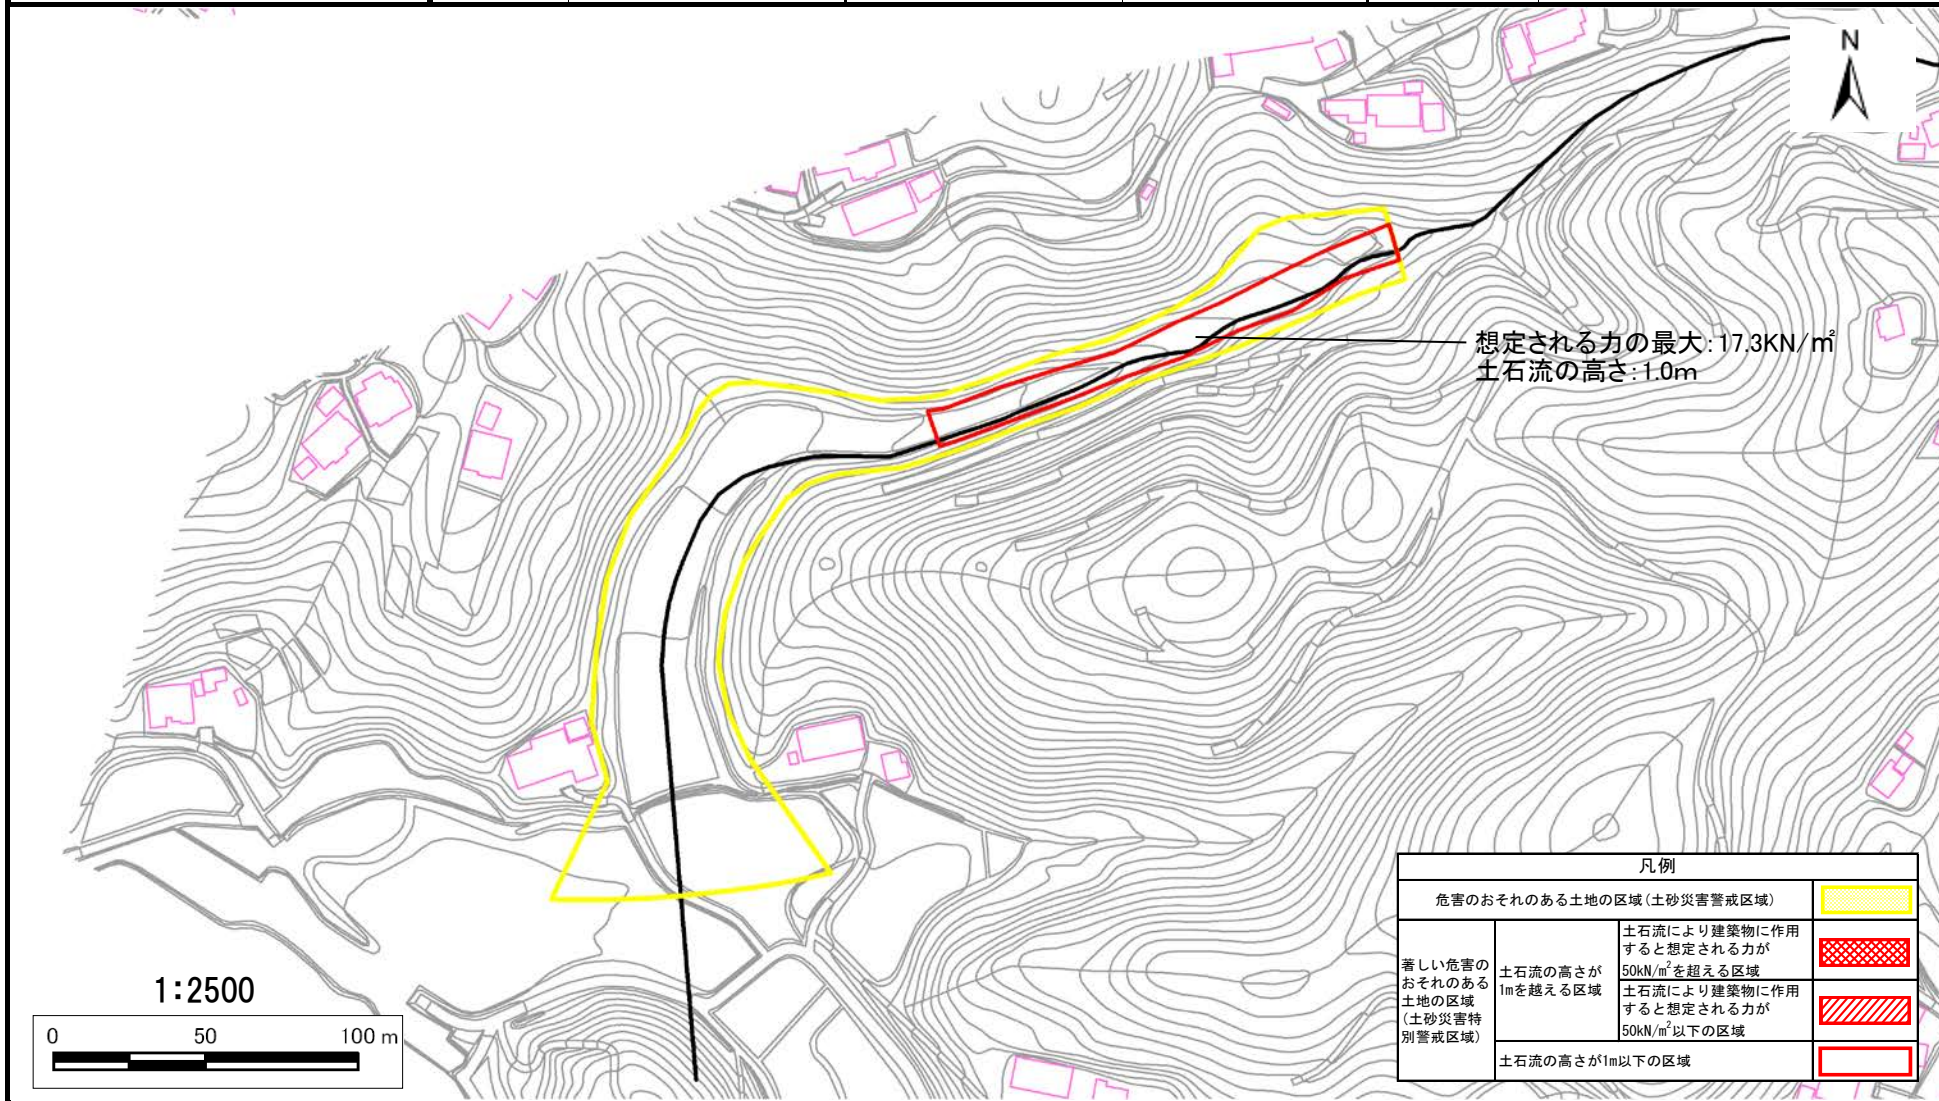 N
想定される力の最大:17.3KN/㎡
土石流の高さ:1.0m
1:2500
0 50 100 m
凡例
危害のおそれのある土地の区域(土砂災害警戒区域)
著しい危害の
おそれのある
土地の区域
(土砂災害特
別警戒区域)
土石流の高さが
1mを越える区域
土石流により建築物に作用
すると想定される力が
50kN/m²を超える区域
土石流により建築物に作用
すると想定される力が
50kN/m²以下の区域
土石流の高さが1m以下の区域